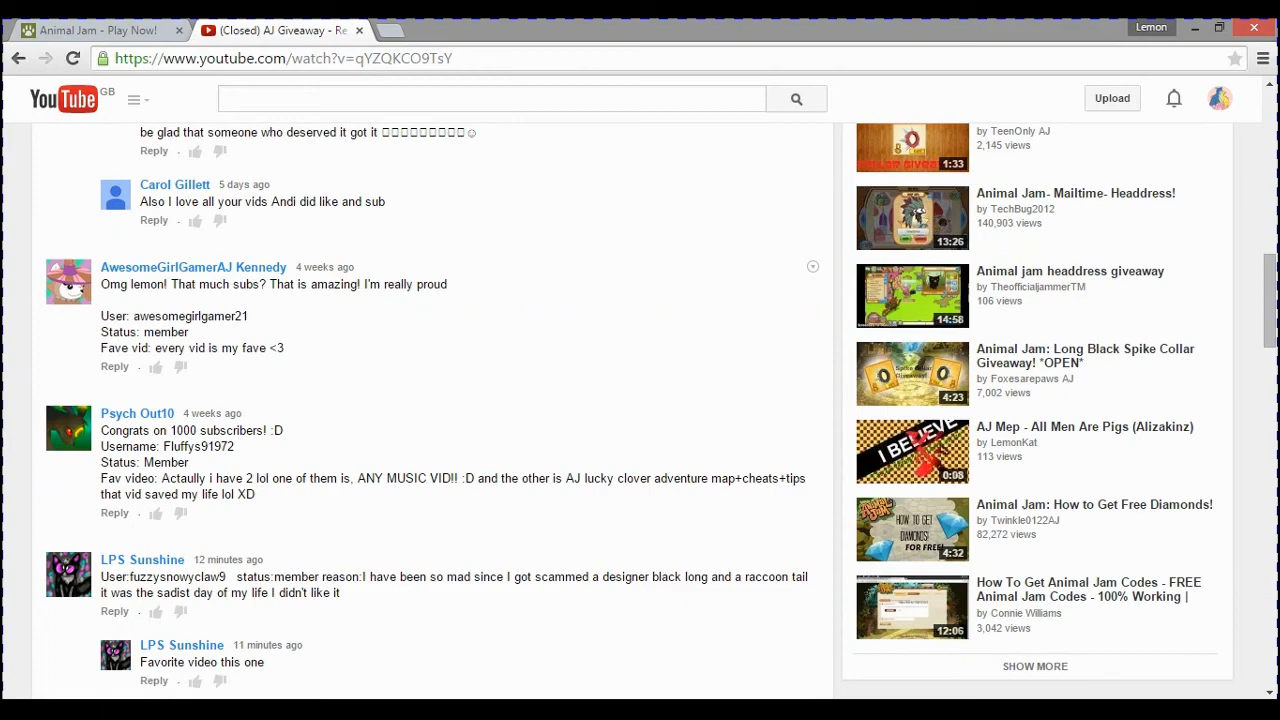 Animal Jam - Play Now!
(Closed) AJ Giveaway - Re
Lemon
https://www.youtube.com/watch?v=qYZQKCO9TsY
YouTube GB
Upload
be glad that someone who deserved it got it
Reply
Carol Gillett 5 days ago
Also I love all your vids Andi did like and sub
Reply
AwesomeGirlGamerAJ Kennedy 4 weeks ago
Omg lemon! That much subs? That is amazing! I'm really proud
User: awesomegirlgamer21
Status: member
Fave vid: every vid is my fave <3
Reply
Psych Out10 4 weeks ago
Congrats on 1000 subscribers! :D
Username: Fluffys91972
Status: Member
Fav video: Actaully i have 2 lol one of them is, ANY MUSIC VID!! :D and the other is AJ lucky clover adventure map+cheats+tips
that vid saved my life lol XD
Reply
LPS Sunshine 12 minutes ago
User:fuzzysnowyclaw9 status:member reason:I have been so mad since I got scammed a designer black long and a raccoon tail
it was the sadist day of my life I didn't like it
Reply
LPS Sunshine 11 minutes ago
Favorite video this one
Reply
by TeenOnly AJ
2,145 views
1:33
Animal Jam- Mailtime- Headdress!
by TechBug2012
140,903 views
13:26
Animal jam headdress giveaway
by TheofficialjammerTM
106 views
14:58
Animal Jam: Long Black Spike Collar
Giveaway! *OPEN*
by Foxesarepaws AJ
7,002 views
Spike Collar
Giveaway!
4:23
AJ Mep - All Men Are Pigs (Alizakinz)
by LemonKat
113 views
I BELIEVE
0:08
Animal Jam: How to Get Free Diamonds!
by Twinkle0122AJ
82,272 views
HOW TO GET
DIAMONDS!
FOR FREE!
4:32
How To Get Animal Jam Codes - FREE
Animal Jam Codes - 100% Working |
by Connie Williams
3,042 views
12:06
SHOW MORE